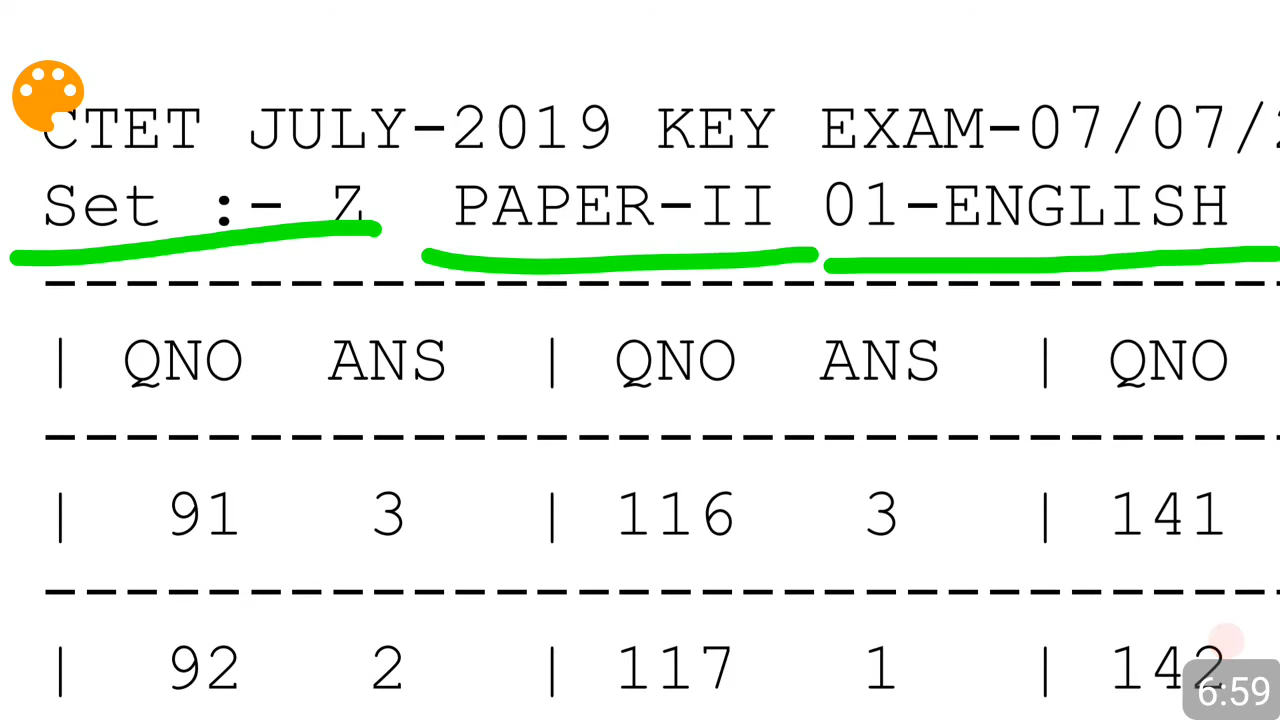 CTET JULY-2019 KEY EXAM-07/07/
Set :- Z PAPER-II 01-ENGLISH
| QNO ANS | QNO ANS | QNO
| 91 3 | 116 3 | 141
| 92 2 | 117 1 | 142
6:59